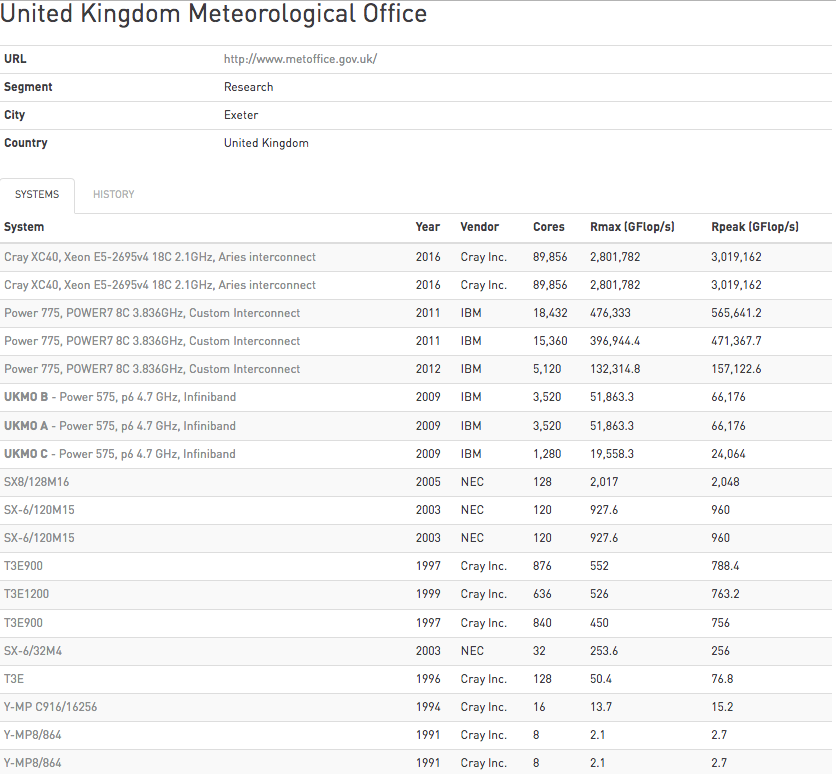 United Kingdom Meteorological Office
URL http://www.metoffice.gov.uk/
Segment Research
City Exeter
Country United Kingdom
SYSTEMS HISTORY
System Year Vendor Cores Rmax (GFlop/s) Rpeak (GFlop/s)
Cray XC40, Xeon E5-2695v4 18C 2.1GHz, Aries interconnect 2016 Cray Inc. 89,856 2,801,782 3,019,162
Cray XC40, Xeon E5-2695v4 18C 2.1GHz, Aries interconnect 2016 Cray Inc. 89,856 2,801,782 3,019,162
Power 775, POWER7 8C 3.836GHz, Custom Interconnect 2011 IBM 18,432 476,333 565,641.2
Power 775, POWER7 8C 3.836GHz, Custom Interconnect 2011 IBM 15,360 396,944.4 471,367.7
Power 775, POWER7 8C 3.836GHz, Custom Interconnect 2012 IBM 5,120 132,314.8 157,122.6
UKMO B - Power 575, p6 4.7 GHz, Infiniband 2009 IBM 3,520 51,863.3 66,176
UKMO A - Power 575, p6 4.7 GHz, Infiniband 2009 IBM 3,520 51,863.3 66,176
UKMO C - Power 575, p6 4.7 GHz, Infiniband 2009 IBM 1,280 19,558.3 24,064
SX8/128M16 2005 NEC 128 2,017 2,048
SX-6/120M15 2003 NEC 120 927.6 960
SX-6/120M15 2003 NEC 120 927.6 960
T3E900 1997 Cray Inc. 876 552 788.4
T3E1200 1999 Cray Inc. 636 526 763.2
T3E900 1997 Cray Inc. 840 450 756
SX-6/32M4 2003 NEC 32 253.6 256
T3E 1996 Cray Inc. 128 50.4 76.8
Y-MP C916/16256 1994 Cray Inc. 16 13.7 15.2
Y-MP8/864 1991 Cray Inc. 8 2.1 2.7
Y-MP8/864 1991 Cray Inc. 8 2.1 2.7